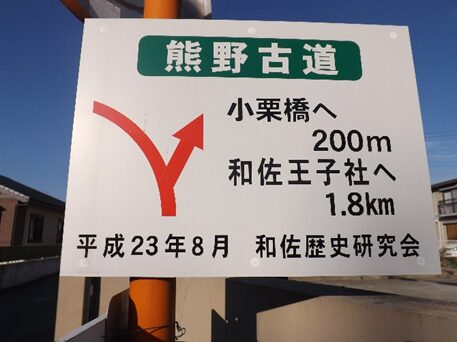 熊野古道
小栗橋へ
200m
和佐王子社へ
1.8km
平成23年8月　和佐歴史研究会